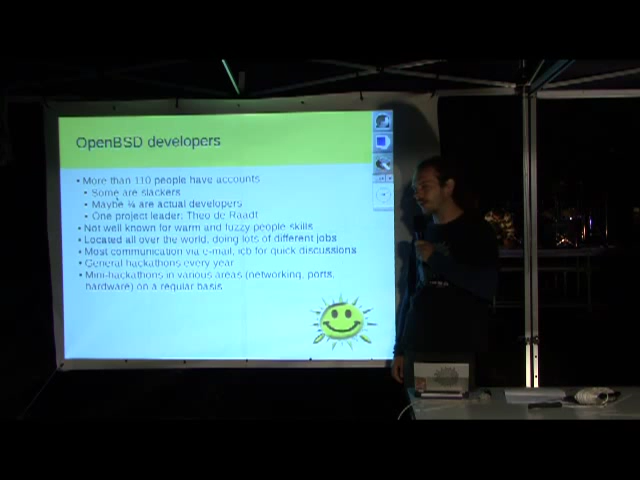 OpenBSD developers
• More than 110 people have accounts
• Some are slackers
• Maybe ¼ are actual developers
• One project leader: Theo de Raadt
• Not well known for warm and fuzzy people skills
• Located all over the world, doing lots of different jobs
• Most communication via e-mail, icb for quick discussions
• General hackathons every year
• Mini-hackathons in various areas (networking, ports,
hardware) on a regular basis